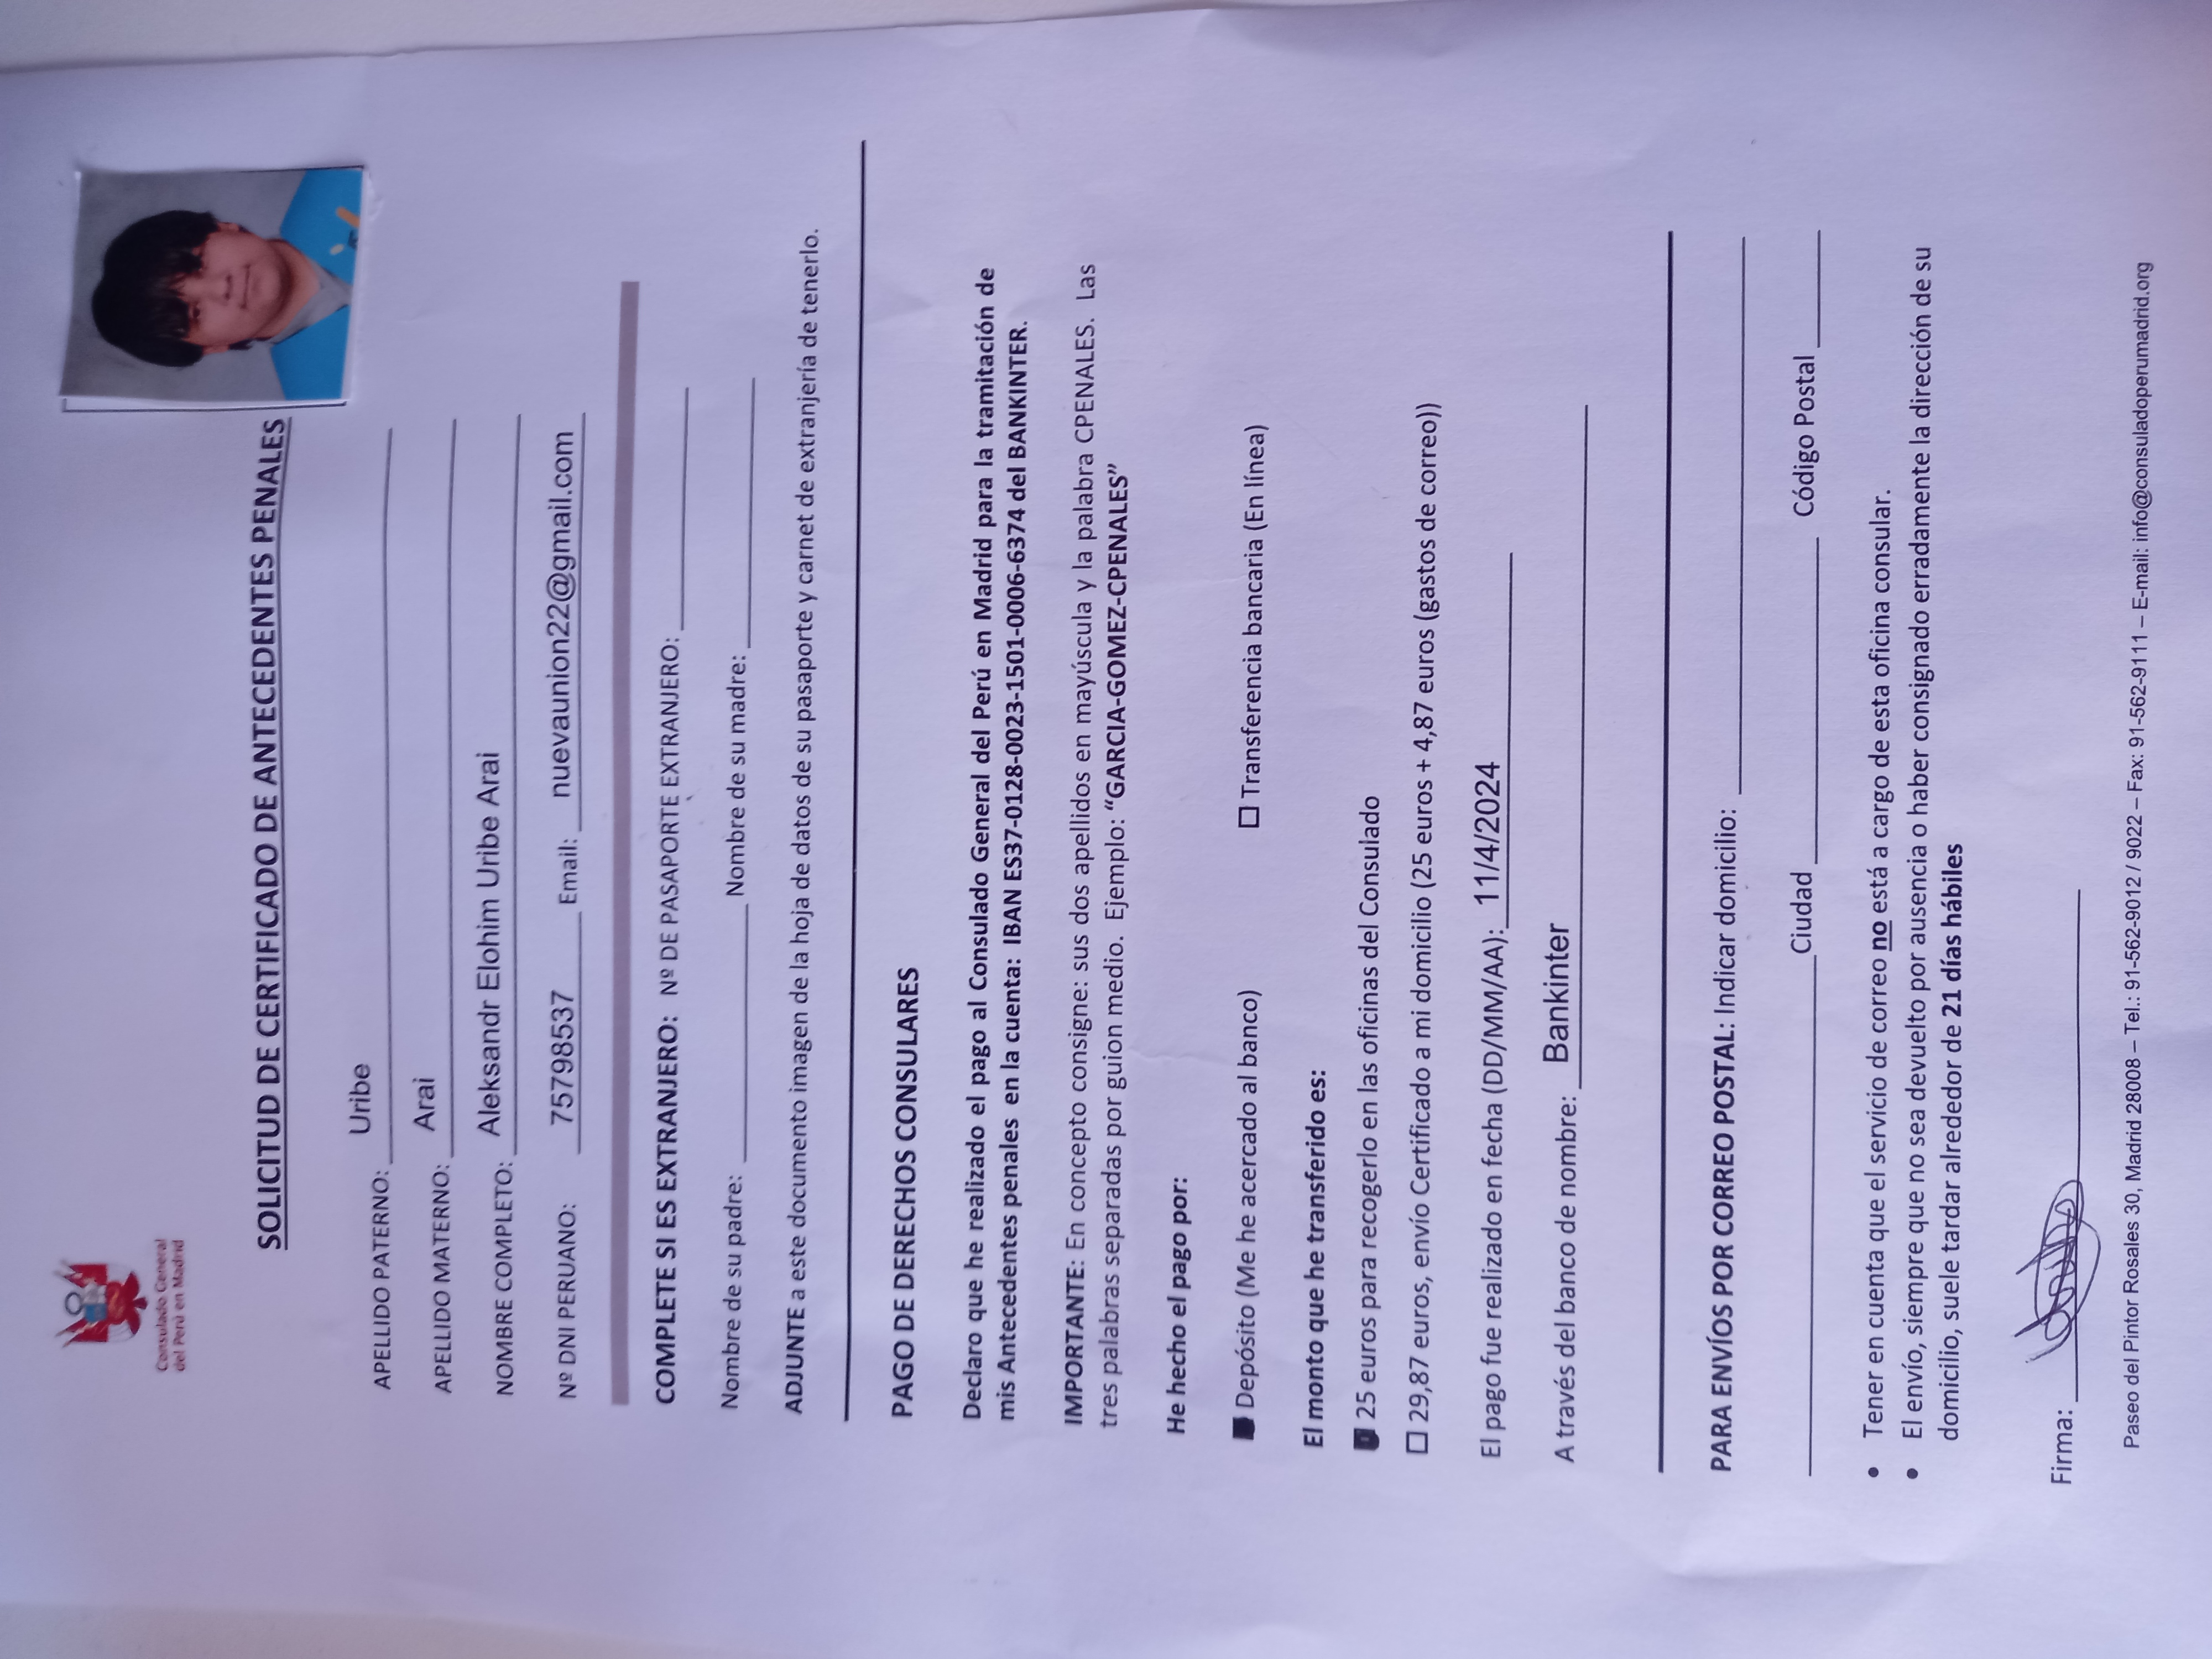 Consulado General
del Perú en Madrid
SOLICITUD DE CERTIFICADO DE ANTECEDENTES PENALES
APELLIDO PATERNO: Uribe
APELLIDO MATERNO: Arai
NOMBRE COMPLETO: Aleksandr Elohim Uribe Arai
Nº DNI PERUANO: 75798537 Email: nuevaunion22@gmail.com
COMPLETE SI ES EXTRANJERO: Nº DE PASAPORTE EXTRANJERO:
Nombre de su padre: Nombre de su madre:
ADJUNTE a este documento imagen de la hoja de datos de su pasaporte y carnet de extranjería de tenerlo.
PAGO DE DERECHOS CONSULARES
Declaro que he realizado el pago al Consulado General del Perú en Madrid para la tramitación de
mis Antecedentes penales en la cuenta: IBAN ES37-0128-0023-1501-0006-6374 del BANKINTER.
IMPORTANTE: En concepto consigne: sus dos apellidos en mayúscula y la palabra CPENALES. Las
tres palabras separadas por guion medio. Ejemplo: “GARCIA-GOMEZ-CPENALES”
He hecho el pago por:
Depósito (Me he acercado al banco) Transferencia bancaria (En línea)
El monto que he transferido es:
25 euros para recogerlo en las oficinas del Consulado
29,87 euros, envío Certificado a mi domicilio (25 euros + 4,87 euros (gastos de correo))
El pago fue realizado en fecha (DD/MM/AA): 11/4/2024
A través del banco de nombre: Bankinter
PARA ENVÍOS POR CORREO POSTAL: Indicar domicilio:
Ciudad Código Postal
• Tener en cuenta que el servicio de correo no está a cargo de esta oficina consular.
• El envío, siempre que no sea devuelto por ausencia o haber consignado erradamente la dirección de su
domicilio, suele tardar alrededor de 21 días hábiles
Firma:
Paseo del Pintor Rosales 30, Madrid 28008 – Tel.: 91-562-9012 / 9022 – Fax: 91-562-9111 – E-mail: info@consuladoperumadrid.org